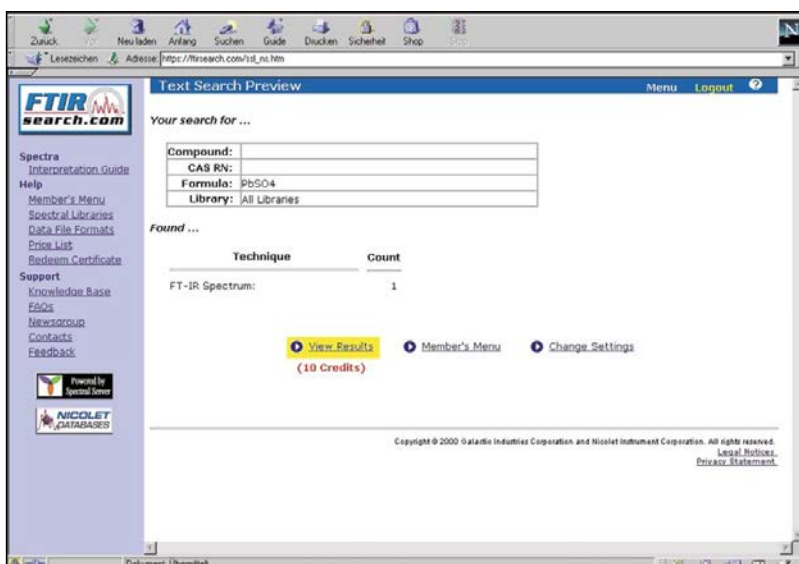 Zurück Neu laden Anfang Suchen Guide Drucken Sicherheit Shop Stop
N
Lesezeichen Adresse: https://ftirsearch.com/ssl_ns.htm
FTIR
search.com
Text Search Preview Menu Logout ?
Your search for ...
Compound:
CAS RN:
Formula: PbSO4
Library: All Libraries
Found ...
Technique Count
FT-IR Spectrum: 1
View Results Member's Menu Change Settings
(10 Credits)
Spectra
Interpretation Guide
Help
Member's Menu
Spectral Libraries
Data File Formats
Price List
Redeem Certificate
Support
Knowledge Base
FAQs
Newsgroup
Contacts
Feedback
Powered by
Spectral Server
NICOLET
DATABASES
Copyright © 2000 Galactic Industries Corporation and Nicolet Instrument Corporation. All rights reserved.
Legal Notices
Privacy Statement
Dokument: Übermittelt